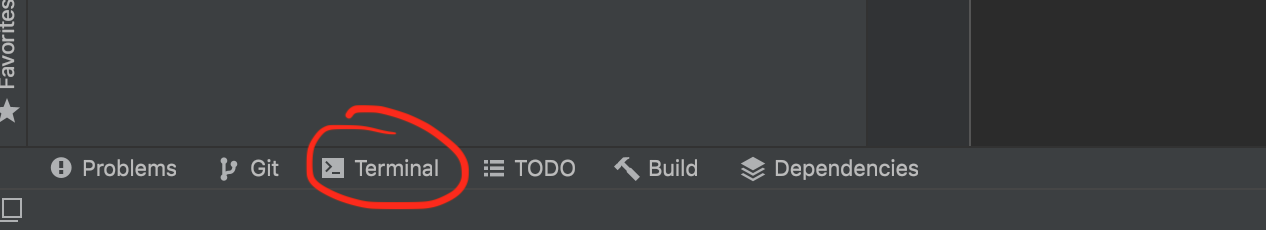 Favorites
Problems
Git
Terminal
TODO
Build
Dependencies